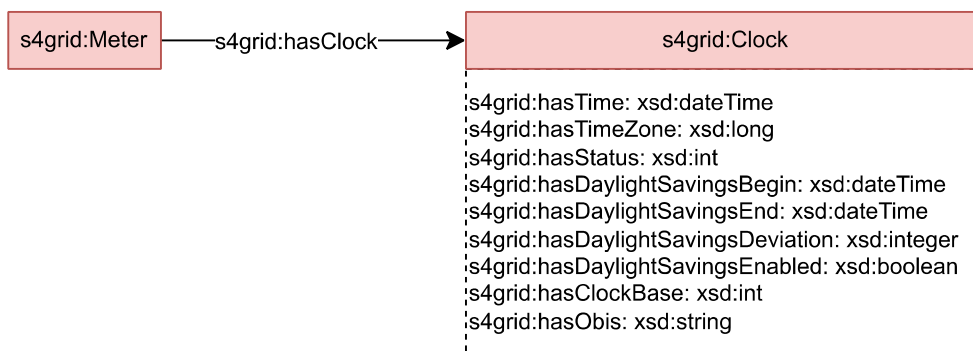 s4grid:Meter
s4grid:hasClock
s4grid:Clock
s4grid:hasTime: xsd:dateTime
s4grid:hasTimeZone: xsd:long
s4grid:hasStatus: xsd:int
s4grid:hasDaylightSavingsBegin: xsd:dateTime
s4grid:hasDaylightSavingsEnd: xsd:dateTime
s4grid:hasDaylightSavingsDeviation: xsd:integer
s4grid:hasDaylightSavingsEnabled: xsd:boolean
s4grid:hasClockBase: xsd:int
s4grid:hasObis: xsd:string